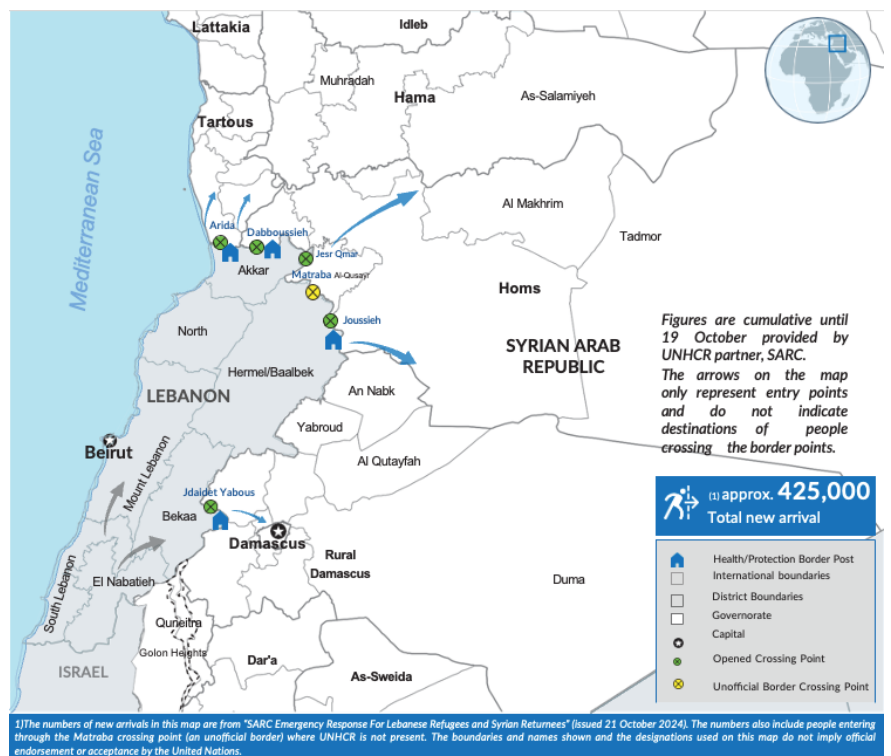 Lattakia
Idleb
Muhradah
Hama
As-Salamiyeh
Tartous
Mediterranean Sea
Al Makhrim
Tadmor
Arida
Dabboussieh
Jesr Qmar
Akkar
Matraba
Al-Qusayr
Homs
North
Joussieh
SYRIAN ARAB
REPUBLIC
Hermel/Baalbek
An Nabk
LEBANON
Yabroud
Beirut
Mount Lebanon
Al Qutayfah
Jdaidet Yabous
Bekaa
Damascus
Rural
Damascus
South Lebanon
El Nabatieh
Duma
Quneitra
Golon Heights
ISRAEL
Dar'a
As-Sweida
Figures are cumulative until
19 October provided by
UNHCR partner, SARC.
The arrows on the map
only represent entry points
and do not indicate
destinations of people
crossing the border points.
(1) approx. 425,000
Total new arrival
Health/Protection Border Post
International boundaries
District Boundaries
Governorate
Capital
Opened Crossing Point
Unofficial Border Crossing Point
1)The numbers of new arrivals in this map are from "SARC Emergency Response For Lebanese Refugees and Syrian Returnees" (issued 21 October 2024). The numbers also include people entering
through the Matraba crossing point (an unofficial border) where UNHCR is not present. The boundaries and names shown and the designations used on this map do not imply official
endorsement or acceptance by the United Nations.